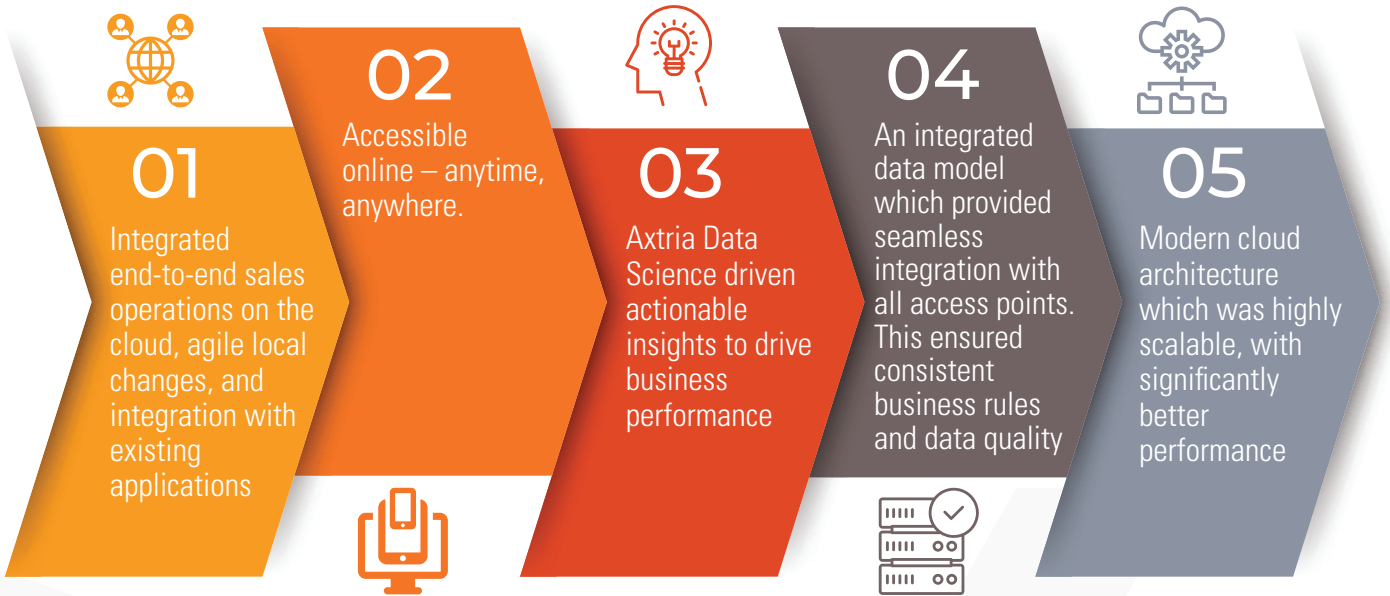 01
Integrated
end-to-end sales
operations on the
cloud, agile local
changes, and
integration with
existing
applications
02
Accessible
online – anytime,
anywhere.
03
Axtria Data
Science driven
actionable
insights to drive
business
performance
04
An integrated
data model
which provided
seamless
integration with
all access points.
This ensured
consistent
business rules
and data quality
05
Modern cloud
architecture
which was highly
scalable, with
significantly
better
performance